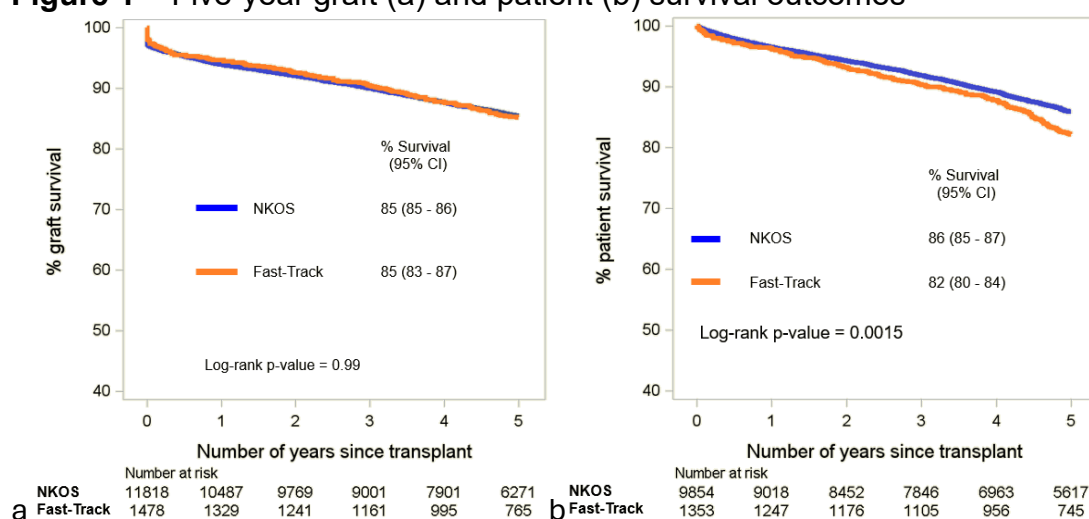 Figure 1 Five-year graft (a) and patient (b) survival outcomes
100
90
80
70
60
50
40
% graft survival
% Survival
(95% CI)
NKOS 85 (85 - 86)
Fast-Track 85 (83 - 87)
Log-rank p-value = 0.99
0 1 2 3 4 5
Number of years since transplant
Number at risk
NKOS 11818 10487 9769 9001 7901 6271
Fast-Track 1478 1329 1241 1161 995 765
a
100
90
80
70
60
50
40
% patient survival
% Survival
(95% CI)
NKOS 86 (85 - 87)
Fast-Track 82 (80 - 84)
Log-rank p-value = 0.0015
0 1 2 3 4 5
Number of years since transplant
Number at risk
NKOS 9854 9018 8452 7846 6963 5617
Fast-Track 1353 1247 1176 1105 956 745
b